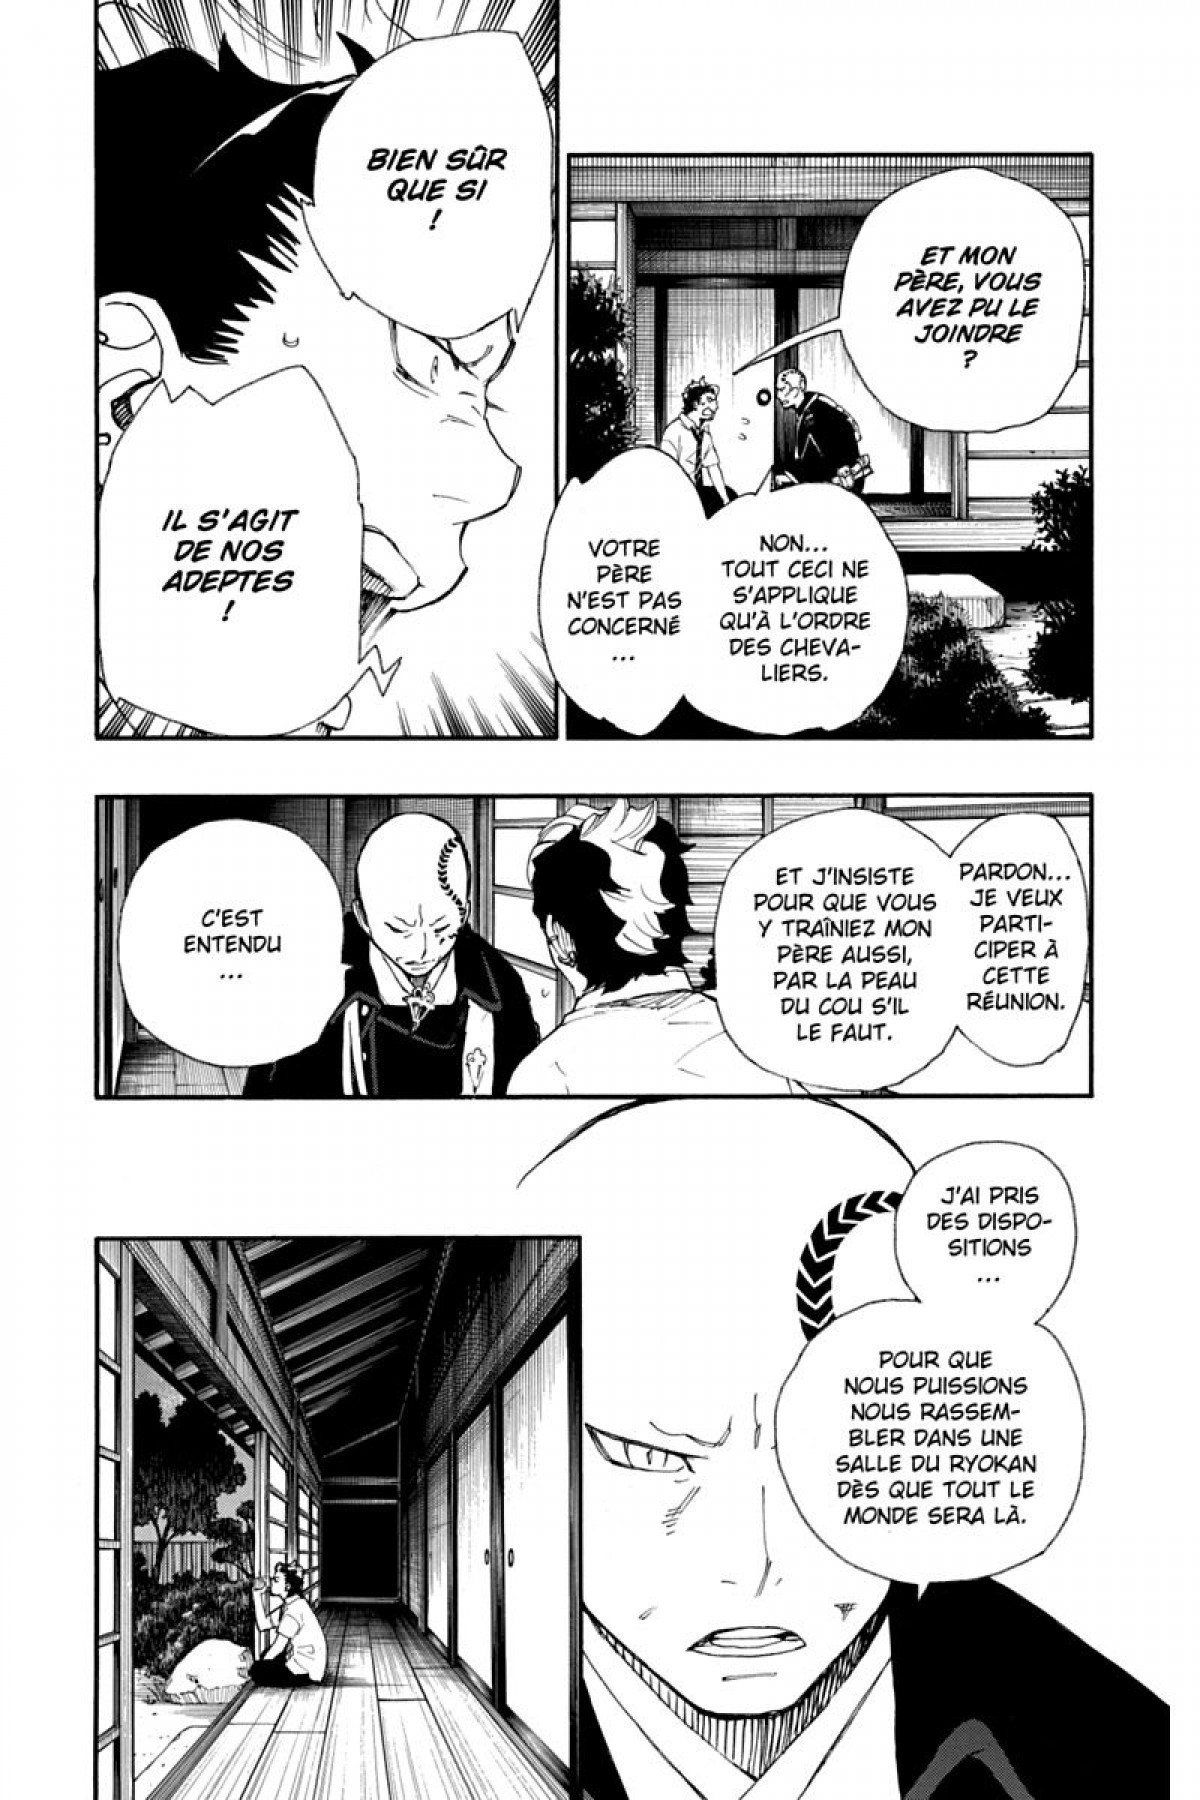 ET MON
PÈRE, VOUS
AVEZ PU LE
JOINDRE
?
NON...
TOUT CECI NE
S'APPLIQUE
QU'À L'ORDRE
DES CHEVA-
LIERS.
VOTRE
PÈRE
N'EST PAS
CONCERNÉ
...
BIEN SÛR
QUE SI
!
IL S'AGIT
DE NOS
ADEPTES
!
PARDON...
JE VEUX
PARTI-
CIPER À
CETTE
RÉUNION.
ET J'INSISTE
POUR QUE VOUS
Y TRAÎNIEZ MON
PÈRE AUSSI,
PAR LA PEAU
DU COU S'IL
LE FAUT.
C'EST
ENTENDU
...
J'AI PRIS
DES DISPO-
SITIONS
...
POUR QUE
NOUS PUISSIONS
NOUS RASSEM-
BLER DANS UNE
SALLE DU RYOKAN
DÈS QUE TOUT LE
MONDE SERA LÀ.